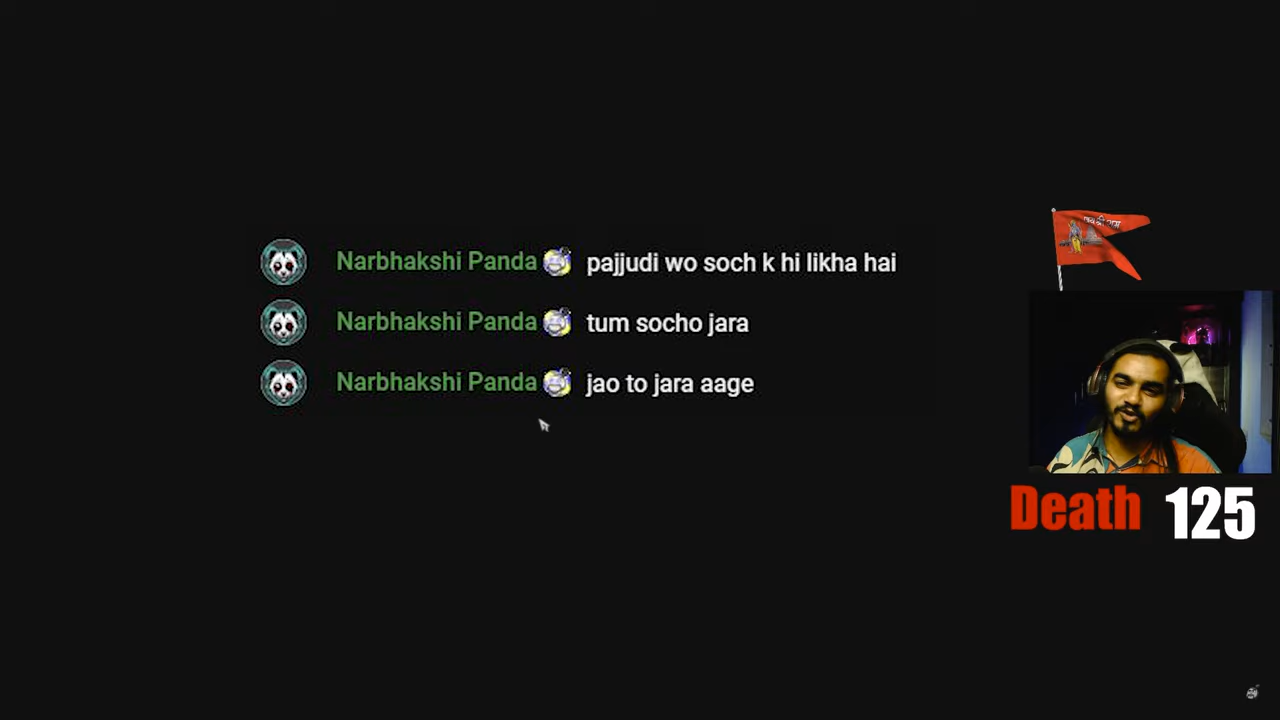 Narbhakshi Panda pajjudi wo soch k hi likha hai
Narbhakshi Panda tum socho jara
Narbhakshi Panda jao to jara aage
Death 125